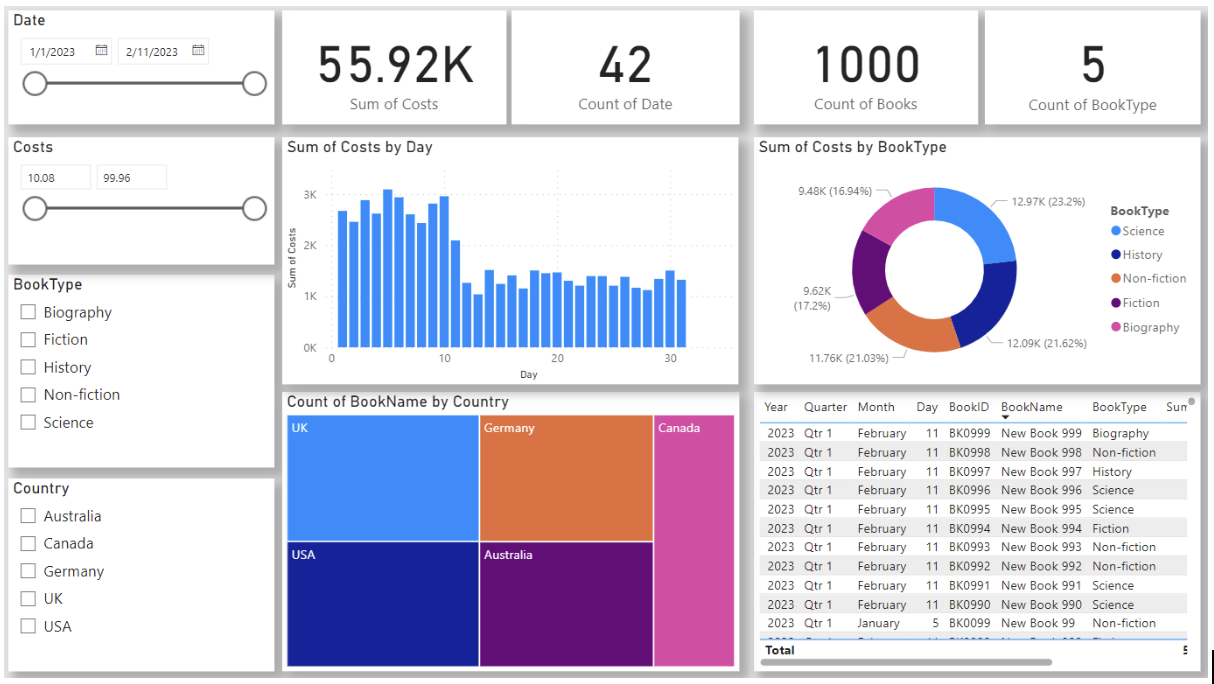 Date
1/1/2023 2/11/2023
55.92K
Sum of Costs
42
Count of Date
1000
Count of Books
5
Count of BookType
Costs
10.08 99.96
BookType
Biography
Fiction
History
Non-fiction
Science
Country
Australia
Canada
Germany
UK
USA
Sum of Costs by Day
Sum of Costs
3K
2K
1K
0K
0 10 20 30
Day
Sum of Costs by BookType
9.48K (16.94%)
12.97K (23.2%)
9.62K
(17.2%)
11.76K (21.03%)
12.09K (21.62%)
BookType
Science
History
Non-fiction
Fiction
Biography
Count of BookName by Country
UK
Germany
Canada
USA
Australia
Year Quarter Month Day BookID BookName BookType Sum
2023 Qtr 1 February 11 BK0999 New Book 999 Biography
2023 Qtr 1 February 11 BK0998 New Book 998 Non-fiction
2023 Qtr 1 February 11 BK0997 New Book 997 History
2023 Qtr 1 February 11 BK0996 New Book 996 Science
2023 Qtr 1 February 11 BK0995 New Book 995 Science
2023 Qtr 1 February 11 BK0994 New Book 994 Fiction
2023 Qtr 1 February 11 BK0993 New Book 993 Non-fiction
2023 Qtr 1 February 11 BK0992 New Book 992 Non-fiction
2023 Qtr 1 February 11 BK0991 New Book 991 Science
2023 Qtr 1 February 11 BK0990 New Book 990 Science
2023 Qtr 1 January 5 BK0099 New Book 99 Non-fiction
Total